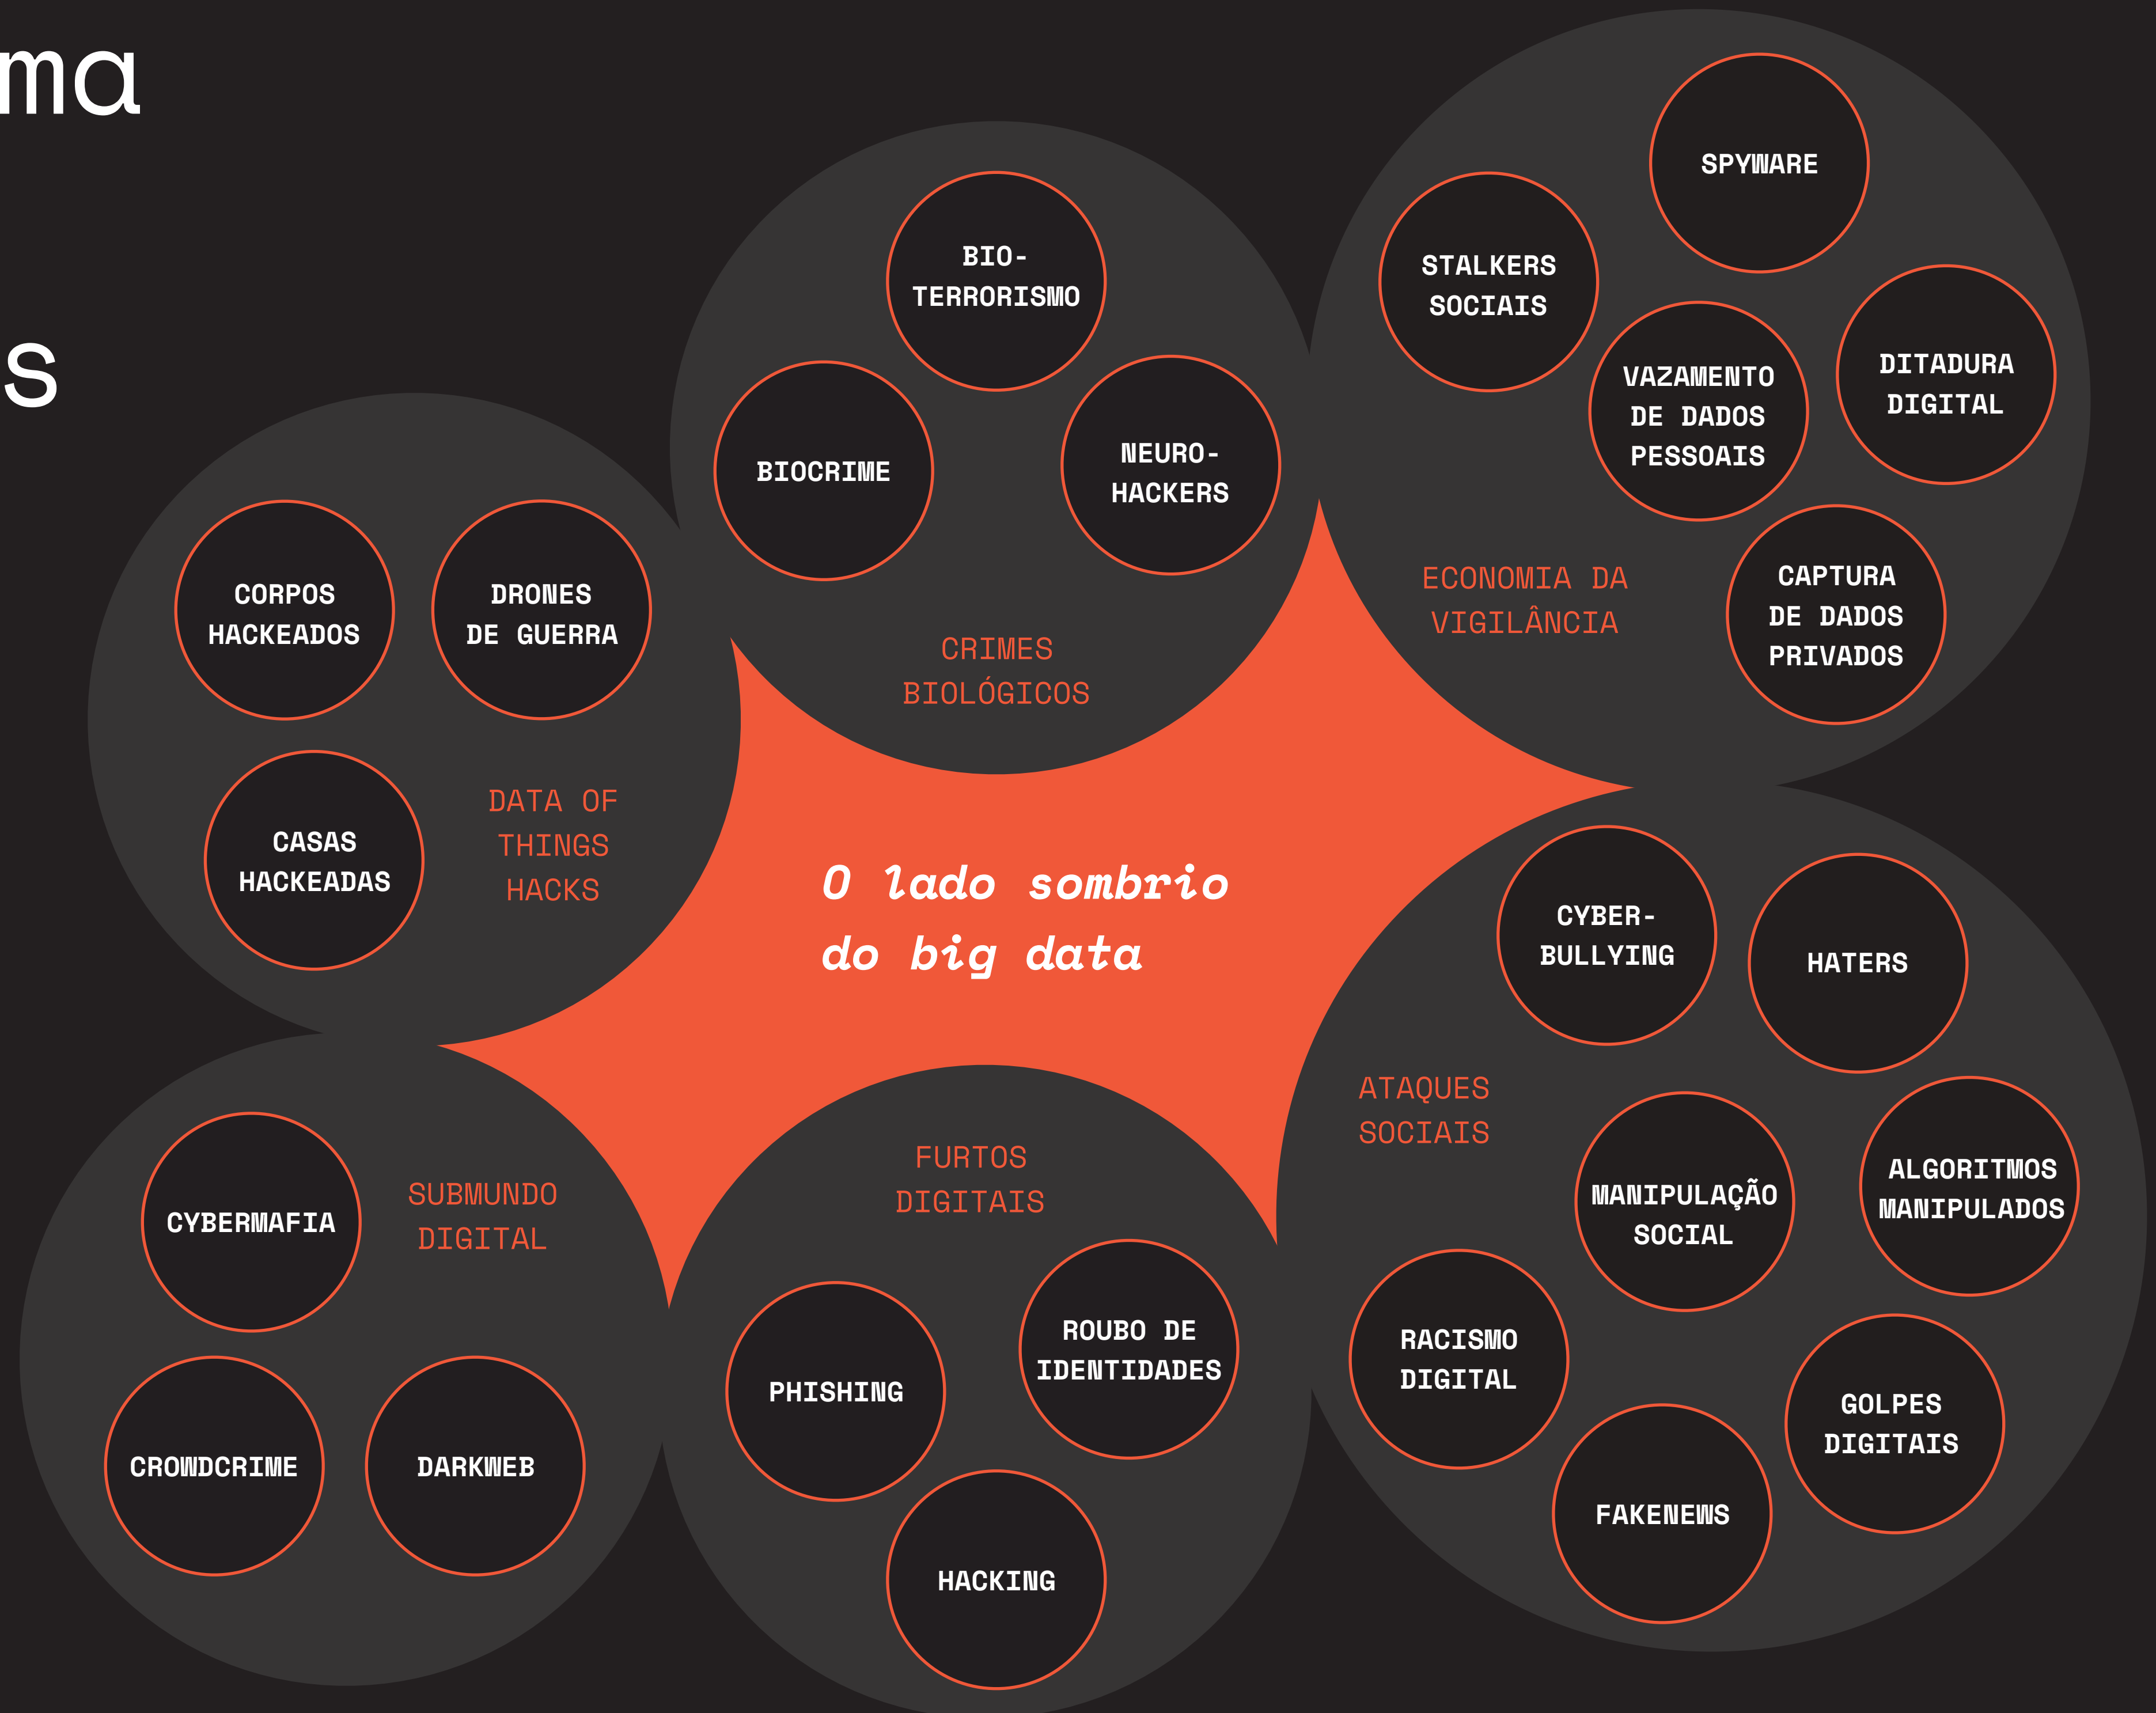 ma
s
BIO-
TERRORISMO
BIOCRIME
NEURO-
HACKERS
CRIMES
BIOLÓGICOS
SPYWARE
STALKERS
SOCIAIS
VAZAMENTO
DE DADOS
PESSOAIS
DITADURA
DIGITAL
CAPTURA
DE DADOS
PRIVADOS
ECONOMIA DA
VIGILÂNCIA
CORPOS
HACKEADOS
DRONES
DE GUERRA
CASAS
HACKEADAS
DATA OF
THINGS
HACKS
O lado sombrio
do big data
CYBER-
BULLYING
HATERS
ATAQUES
SOCIAIS
MANIPULAÇÃO
SOCIAL
ALGORITMOS
MANIPULADOS
RACISMO
DIGITAL
GOLPES
DIGITAIS
FAKENEWS
CYBERMAFIA
SUBMUNDO
DIGITAL
CROWDCRIME
DARKWEB
FURTOS
DIGITAIS
PHISHING
ROUBO DE
IDENTIDADES
HACKING